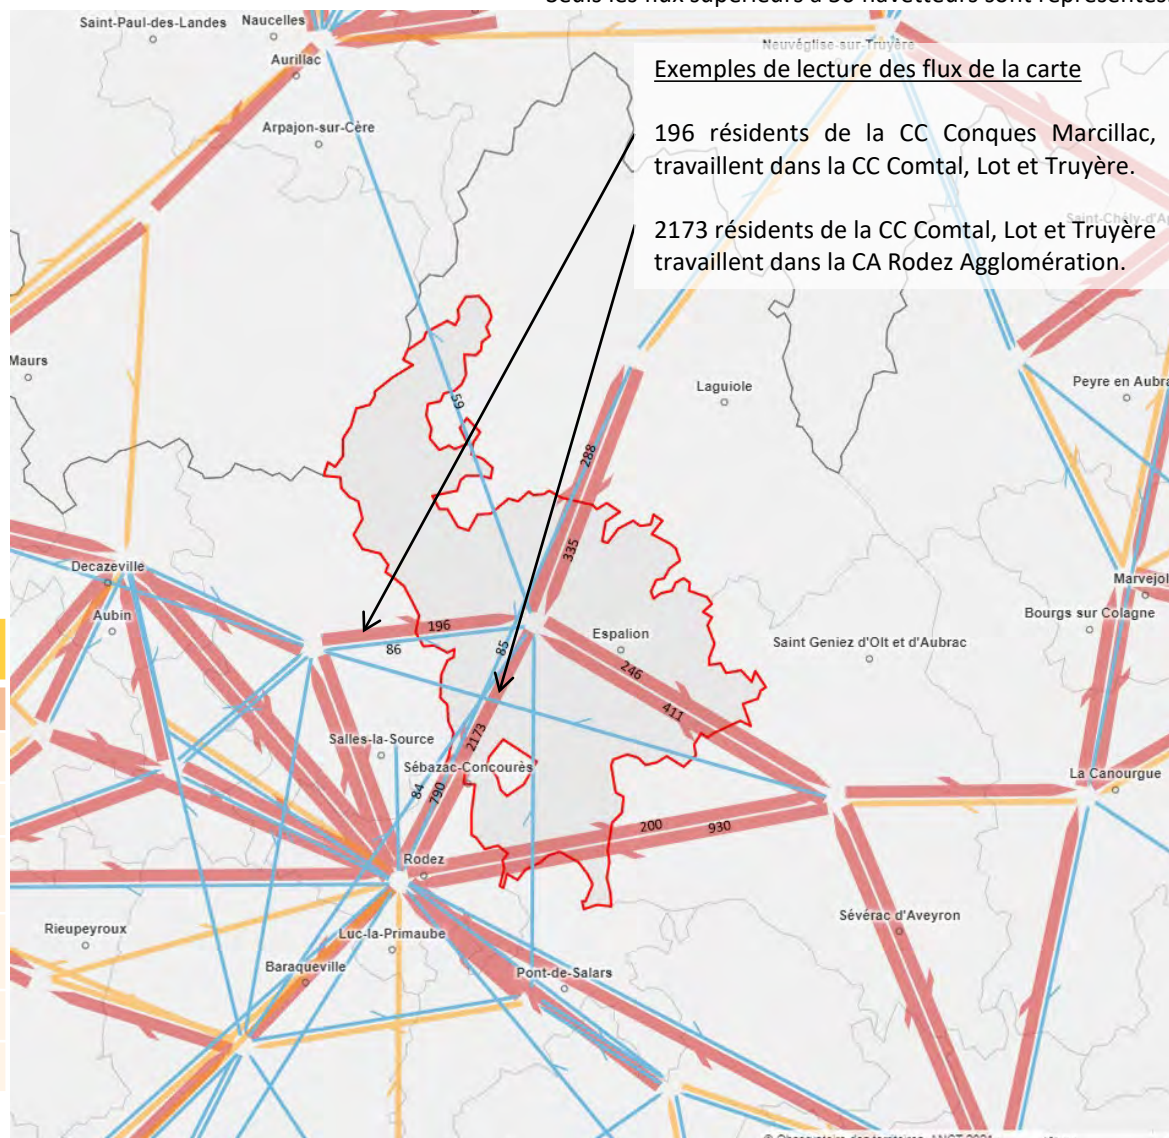 Seuls les flux supérieurs à 50 navetteurs sont représentés.
Saint-Paul-des-Landes
Naucelles
Neuvéglise-sur-Truyère
Aurillac
Exemples de lecture des flux de la carte
Arpajon-sur-Cère
196 résidents de la CC Conques Marcillac,
travaillent dans la CC Comtal, Lot et Truyère.
2173 résidents de la CC Comtal, Lot et Truyère
travaillent dans la CA Rodez Agglomération.
Maurs
Laguiole
Peyre en Aubra
59
288
335
Decazeville
Marvejol
Aubin
Bourgs sur Colagne
196
Espalion
Saint Geniez d'Olt et d'Aubrac
86
85
246
411
Salles-la-Source
2173
Sébazac-Concourès
La Canourgue
84
790
200
930
Rodez
Sévérac d'Aveyron
Rieupeyroux
Luc-la-Primaube
Baraqueville
Pont-de-Salars